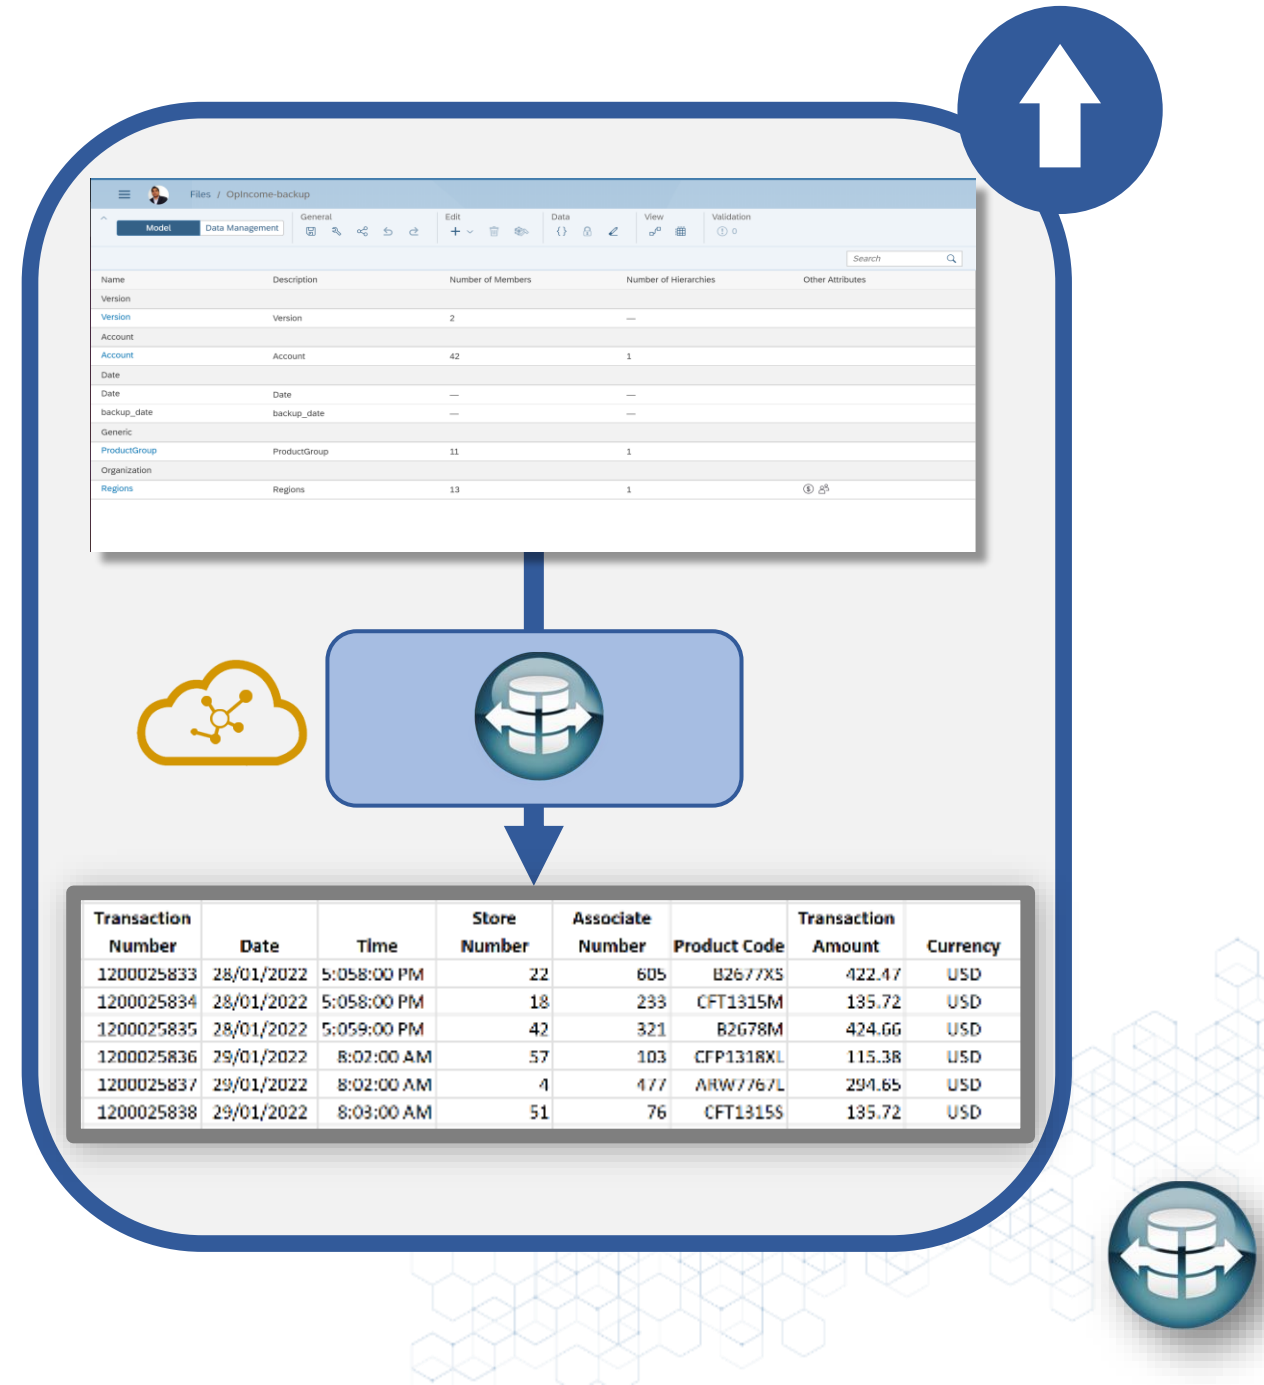 Files / OpIncome-backup
General Edit Data View Validation
Model Data Management
0
Search
Name Description Number of Members Number of Hierarchies Other Attributes
Version
Version Version 2 —
Account
Account Account 42 1
Date
Date Date — —
backup_date backup_date — —
Generic
ProductGroup ProductGroup 11 1
Organization
Regions Regions 13 1
Transaction Store Associate Transaction
Number Date Time Number Number Product Code Amount Currency
1200025833 28/01/2022 5:058:00 PM 22 605 B2677XS 422.47 USD
1200025834 28/01/2022 5:058:00 PM 18 233 CFT1315M 135.72 USD
1200025835 28/01/2022 5:059:00 PM 42 321 B2678M 424.66 USD
1200025836 29/01/2022 8:02:00 AM 57 103 CFP1318XL 115.38 USD
1200025837 29/01/2022 8:02:00 AM 4 477 ARW7767L 294.65 USD
1200025838 29/01/2022 8:03:00 AM 51 76 CFT1315S 135.72 USD